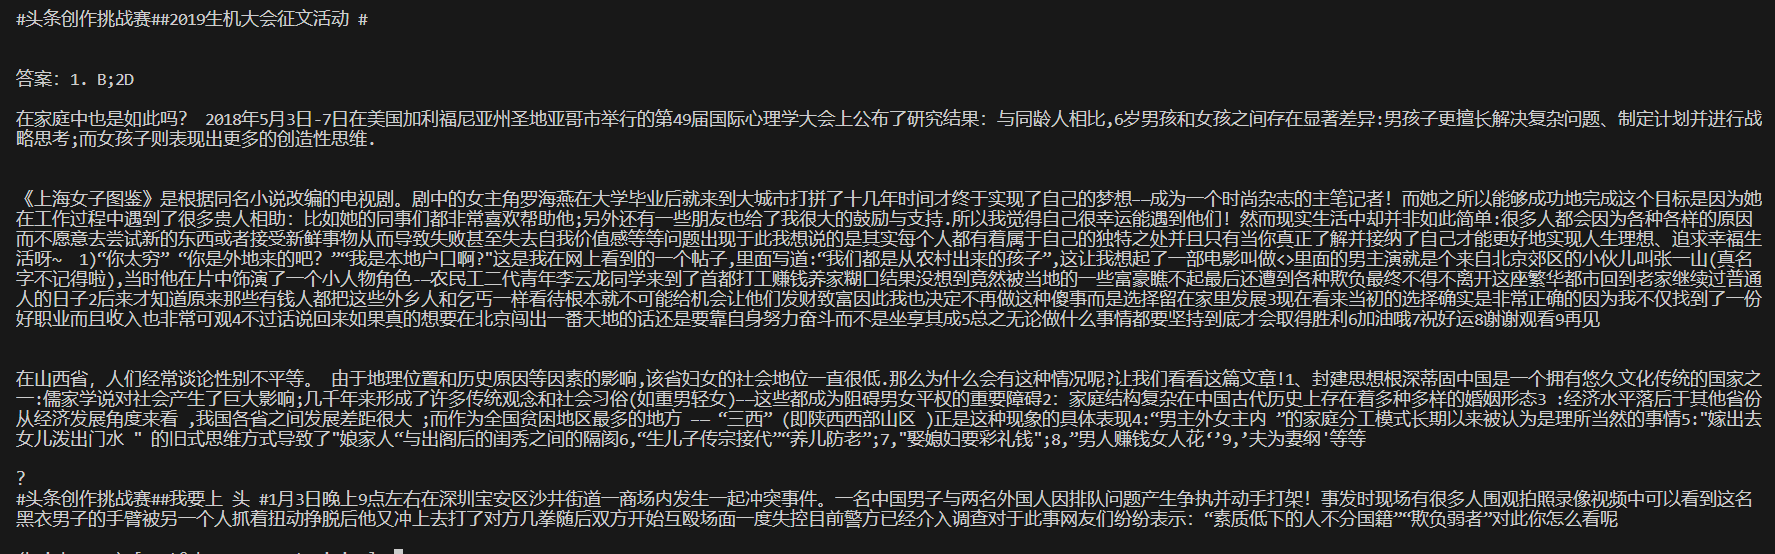 #头条创作挑战赛##2019生机大会征文活动 #
答案: 1. B;2D
在家庭中也是如此吗? 2018年5月3日-7日在美国加利福尼亚州圣地亚哥市举行的第49届国际心理学大会上公布了研究结果: 与同龄人相比,6岁男孩和女孩之间存在显著差异:男孩子更擅长解决复杂问题、制定计划并进行战
略思考;而女孩子则表现出更多的创造性思维.
《上海女子图鉴》是根据同名小说改编的电视剧。剧中的女主角罗海燕在大学毕业后就来到大城市打拼了十几年时间才终于实现了自己的梦想——成为一个时尚杂志的主笔记者! 而她之所以能够成功地完成这个目标是因为她
在工作过程中遇到了很多贵人相助: 比如她的同事们都非常喜欢帮助他;另外还有一些朋友也给了我很大的鼓励与支持.所以我觉得自己很幸运能遇到他们! 然而现实生活中却并非如此简单:很多人都会因为各种各样的原因
而不愿意去尝试新的东西或者接受新鲜事物从而导致失败甚至失去自我价值感等等问题出现于此我想说的是其实每个人都有着属于自己的独特之处并且只有当你真正了解并接纳了自己才能更好地实现人生理想、追求幸福生
活呀~ 1)“你太穷” “你是外地来的吧? ”“我是本地户口啊?"这是我在网上看到的一个帖子,里面写道:“我们都是从农村出来的孩子”,这让我想起了一部电影叫做<>里面的男主演就是个来自北京郊区的小伙儿叫张一山(真名
字不记得啦),当时他在片中饰演了一个小人物角色--农民工二代青年李云龙同学来到了首都打工赚钱养家糊口结果没想到竟然被当地的一些富豪瞧不起最后还遭到各种欺负最终不得不离开这座繁华都市回到老家继续过普通
人的日子2后来才知道原来那些有钱人都把这些外乡人和乞丐一样看待根本就不可能给机会让他们发财致富因此我也决定不再做这种傻事而是选择留在家里发展3现在看来当初的选择确实是非常正确的因为我不仅找到了一份
好职业而且收入也非常可观4不过话说回来如果真的想要在北京闯出一番天地的话还是要靠自身努力奋斗而不是坐享其成5总之无论做什么事情都要坚持到底才会取得胜利6加油哦7祝好运8谢谢观看9再见
在山西省, 人们经常谈论性别不平等。 由于地理位置和历史原因等因素的影响,该省妇女的社会地位一直很低.那么为什么会有这种情况呢?让我们看看这篇文章!1、封建思想根深蒂固中国是一个拥有悠久文化传统的国家之
一:儒家学说对社会产生了巨大影响;几千年来形成了许多传统观念和社会习俗(如重男轻女)——这些都成为阻碍男女平权的重要障碍2: 家庭结构复杂在中国古代历史上存在着多种多样的婚姻形态3 :经济水平落后于其他省份
从经济发展角度来看 ,我国各省之间发展差距很大 ;而作为全国贫困地区最多的地方 —— “三西” (即陕西西部山区 )正是这种现象的具体表现4:“男主外女主内 ”的家庭分工模式长期以来被认为是理所当然的事情5:"嫁出去
女儿泼出门水 " 的旧式思维方式导致了"娘家人“与出阁后的闺秀之间的隔阂6,“生儿子传宗接代”“养儿防老”;7,"娶媳妇要彩礼钱";8,”男人赚钱女人花‘’9,’夫为妻纲'等等
?
#头条创作挑战赛##我要上 头 #1月3日晚上9点左右在深圳宝安区沙井街道一商场内发生一起冲突事件。一名中国男子与两名外国人因排队问题产生争执并动手打架! 事发时现场有很多人围观拍照录像视频中可以看到这名
黑衣男子的手臂被另一个人抓着扭动挣脱后他又冲上去打了对方几拳随后双方开始互殴场面一度失控目前警方已经介入调查对于此事网友们纷纷表示: “素质低下的人不分国籍”“欺负弱者”对此你怎么看呢